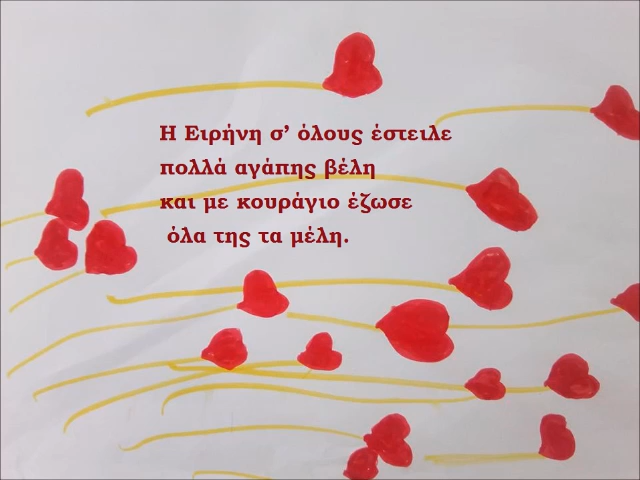 Η Ειρήνη σ’ όλους έστειλε
πολλά αγάπης βέλη
και με κουράγιο έζωσε
όλα της τα μέλη.